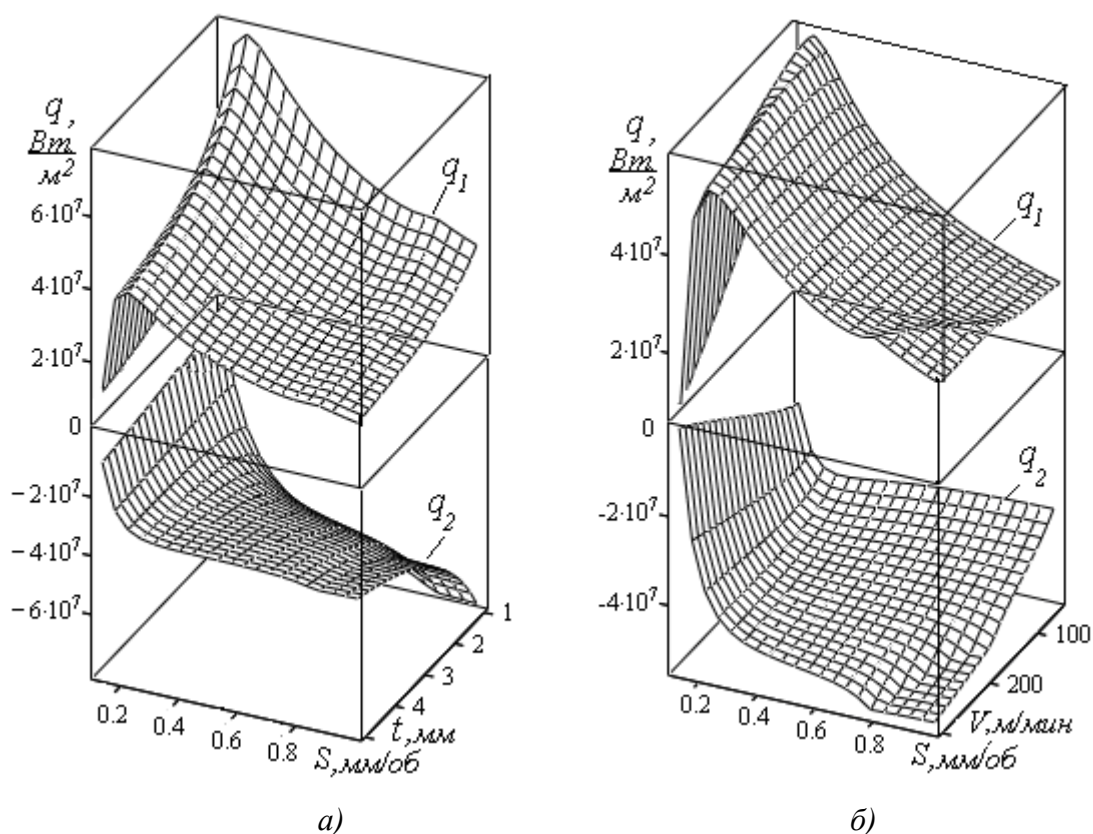 q,
Вт
м²
6·10⁷
4·10⁷
2·10⁷
0
−2·10⁷
−4·10⁷
−6·10⁷
q₁
q₂
0.2
0.4
0.6
0.8
S,мм/об
1
2
3
4
t,мм
а)
q,
Вт
м²
4·10⁷
2·10⁷
0
-2·10⁷
-4·10⁷
q₁
q₂
0.2
0.4
0.6
0.8
S,мм/об
100
200
V,м/мин
б)